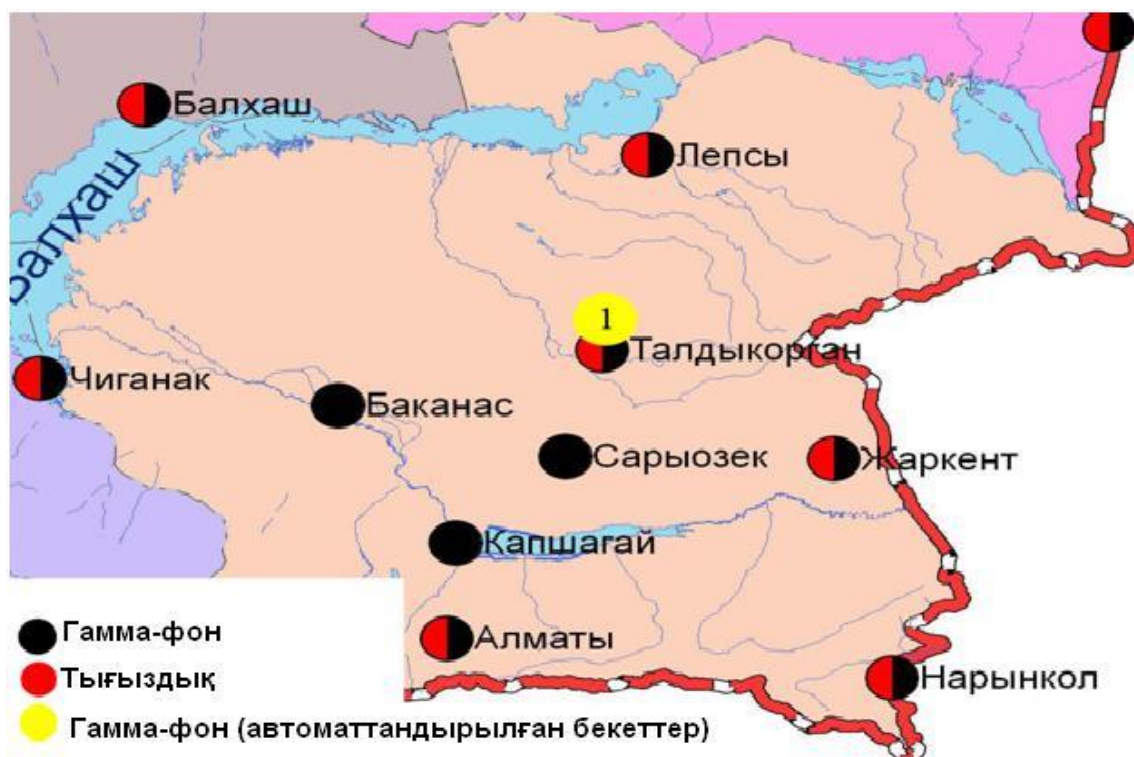 Балхаш
Лепсы
Балхаш
1
Талдыкорган
Чиганак
Баканас
Сарыозек
Жаркент
Капшагай
Гамма-фон
Алматы
Тығыздық
Нарынкол
Гамма-фон (автоматтандырылған бекеттер)